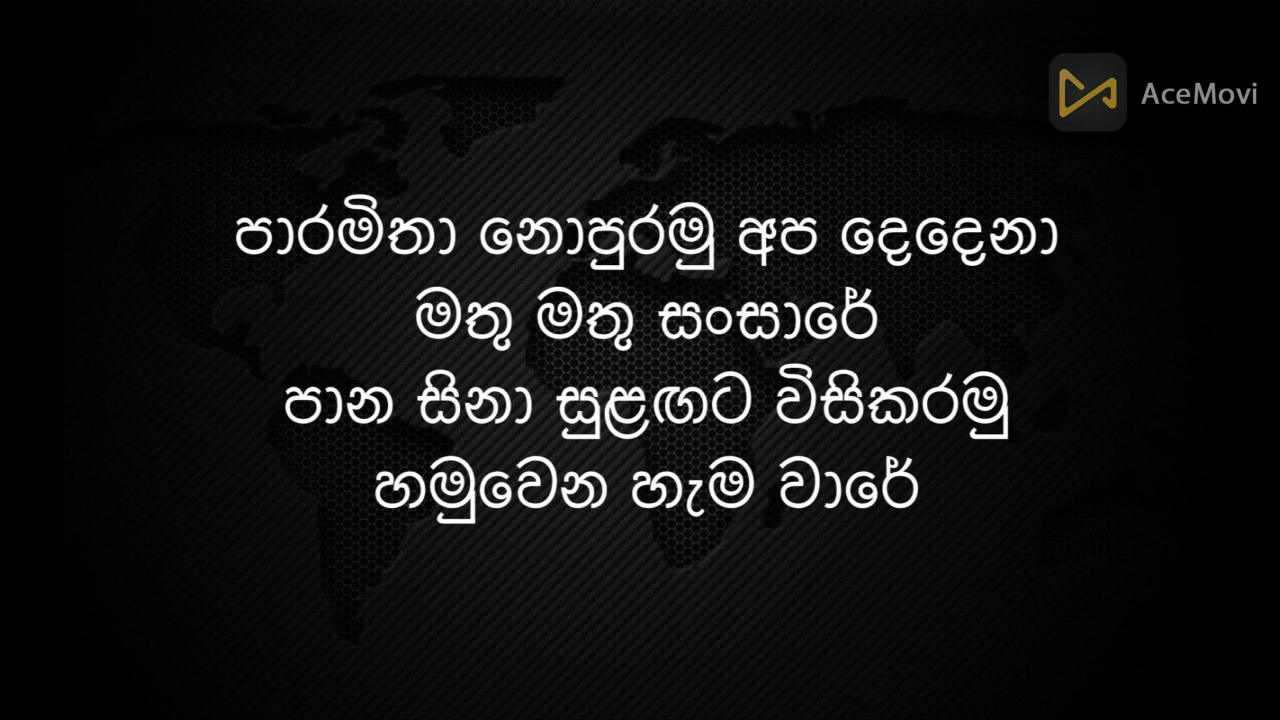 AceMovi
පාරමිතා නොපුරමු අප දෙදෙනා
මතු මතු සංසාරේ
පාන සිනා සුළඟට විසිකරමු
හමුවෙන හැම වාරේ